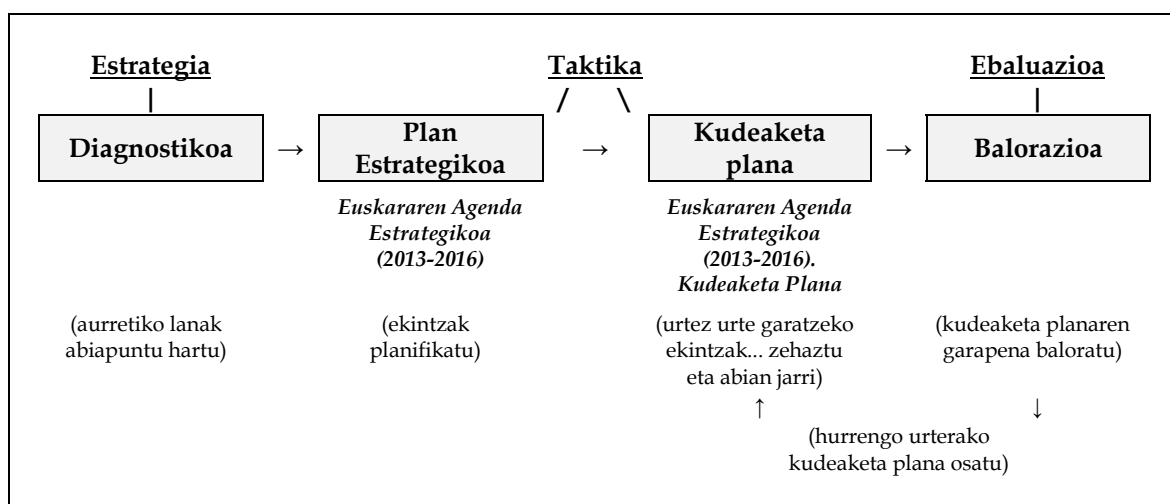 Estrategia
Taktika
Ebaluazioa
Diagnostikoa
→
Plan
Estrategikoa
→
Kudeaketa
plana
→
Balorazioa
Euskararen Agenda
Estrategikoa
(2013-2016)
Euskararen Agenda
Estrategikoa
(2013-2016).
Kudeaketa Plana
(aurretiko lanak
abiapuntu hartu)
(ekintzak
planifikatu)
(urtez urte garatzeko
ekintzak... zehaztu
eta abian jarri)
(kudeaketa planaren
garapena baloratu)
↑
↓
(hurrengo urterako
kudeaketa plana osatu)